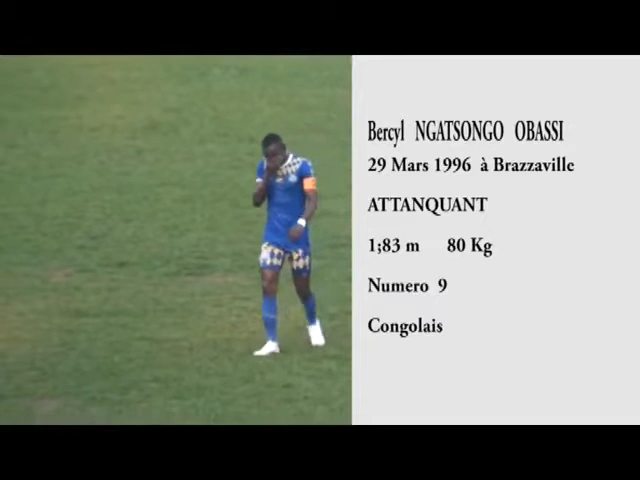 Bercyl NGATSONGO OBASSI
29 Mars 1996 à Brazzaville
ATTANQUANT
1;83 m 80 Kg
Numero 9
Congolais